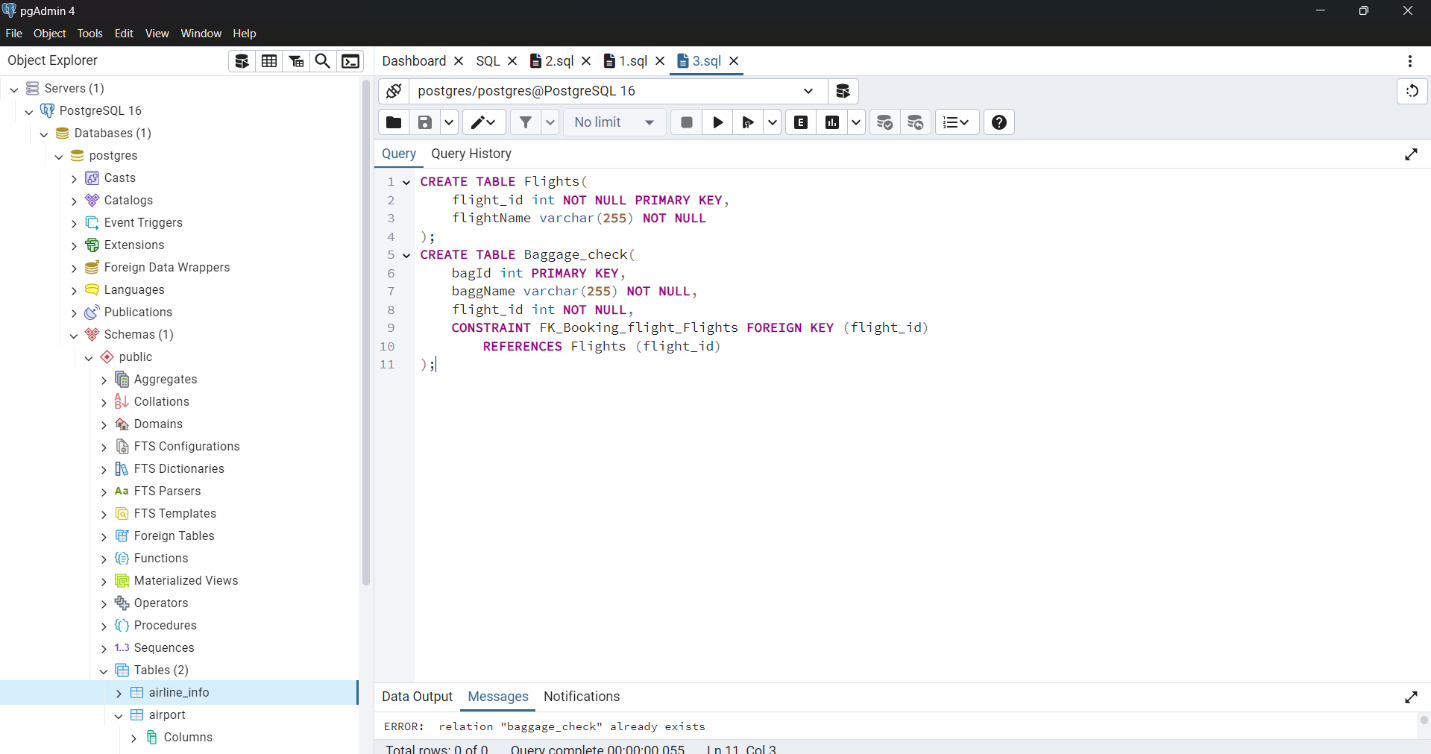 pgAdmin 4
File Object Tools Edit View Window Help
Object Explorer
Servers (1)
PostgreSQL 16
Databases (1)
postgres
Casts
Catalogs
Event Triggers
Extensions
Foreign Data Wrappers
Languages
Publications
Schemas (1)
public
Aggregates
Collations
Domains
FTS Configurations
FTS Dictionaries
Aa FTS Parsers
FTS Templates
Foreign Tables
Functions
Materialized Views
Operators
Procedures
1..3 Sequences
Tables (2)
airline_info
airport
Columns
Dashboard SQL 2.sql 1.sql 3.sql
postgres/postgres@PostgreSQL 16
No limit E
Query Query History
1 CREATE TABLE Flights(
2 flight_id int NOT NULL PRIMARY KEY,
3 flightName varchar(255) NOT NULL
4 );
5 CREATE TABLE Baggage_check(
6 bagId int PRIMARY KEY,
7 baggName varchar(255) NOT NULL,
8 flight_id int NOT NULL,
9 CONSTRAINT FK_Booking_flight_Flights FOREIGN KEY (flight_id)
10 REFERENCES Flights (flight_id)
11 );
Data Output Messages Notifications
ERROR: relation "baggage_check" already exists
Total rows: 0 of 0 Query complete 00:00:00.055 Ln 11, Col 3